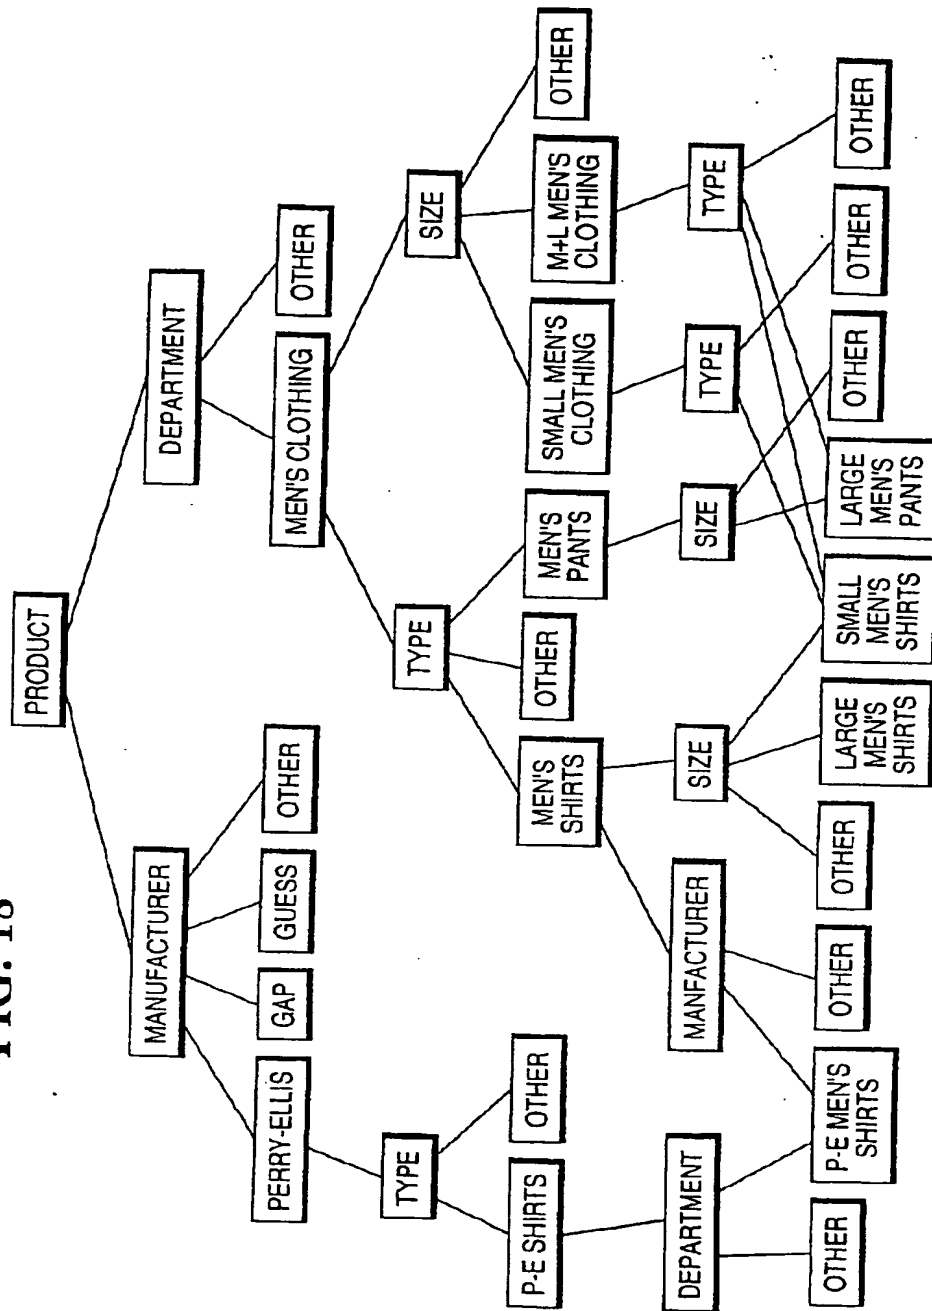 FIG. 18
PRODUCT
MANUFACTURER
DEPARTMENT
PERRY-ELLIS
GAP
GUESS
OTHER
MEN'S CLOTHING
OTHER
TYPE
TYPE
SIZE
P-E SHIRTS
OTHER
MEN'S
SHIRTS
OTHER
MEN'S
PANTS
SMALL MEN'S
CLOTHING
M+L MEN'S
CLOTHING
OTHER
DEPARTMENT
MANFACTURER
SIZE
SIZE
TYPE
TYPE
OTHER
P-E MEN'S
SHIRTS
OTHER
OTHER
LARGE
MEN'S
SHIRTS
SMALL
MEN'S
SHIRTS
LARGE
MEN'S
PANTS
OTHER
OTHER
OTHER